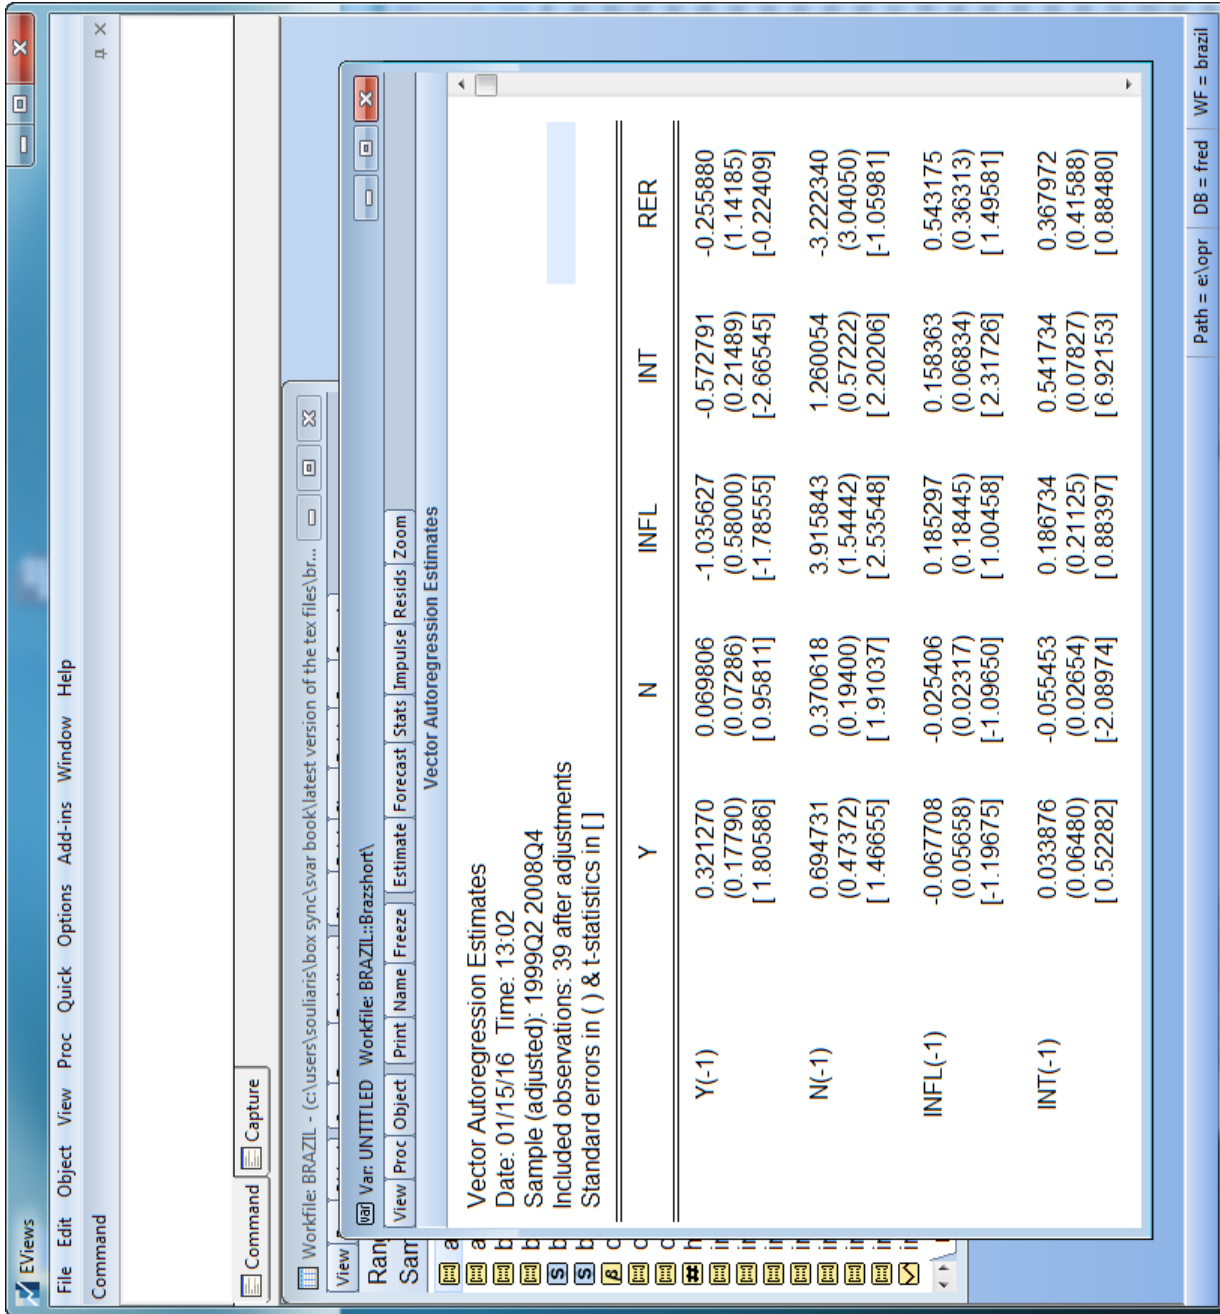 EViews
File Edit Object View Proc Quick Options Add-ins Window Help
Command
Command Capture
Workfile: BRAZIL - (c:\users\souliaris\box sync\svar book\latest version of the tex files\br...
View
Var: UNTITLED Workfile: BRAZIL::Brazshort\
View Proc Object Print Name Freeze Estimate Forecast Stats Impulse Resids Zoom
Vector Autoregression Estimates
Vector Autoregression Estimates
Date: 01/15/16 Time: 13:02
Sample (adjusted): 1999Q2 2008Q4
Included observations: 39 after adjustments
Standard errors in ( ) & t-statistics in [ ]
Y N INFL INT RER
Y(-1) 0.321270 0.069806 -1.035627 -0.572791 -0.255880
(0.17790) (0.07286) (0.58000) (0.21489) (1.14185)
[ 1.80586] [ 0.95811] [-1.78555] [-2.66545] [-0.22409]
N(-1) 0.694731 0.370618 3.915843 1.260054 -3.222340
(0.47372) (0.19400) (1.54442) (0.57222) (3.04050)
[ 1.46655] [ 1.91037] [ 2.53548] [ 2.20206] [-1.05981]
INFL(-1) -0.067708 -0.025406 0.185297 0.158363 0.543175
(0.05658) (0.02317) (0.18445) (0.06834) (0.36313)
[-1.19675] [-1.09650] [ 1.00458] [ 2.31726] [ 1.49581]
INT(-1) 0.033876 -0.055453 0.186734 0.541734 0.367972
(0.06480) (0.02654) (0.21125) (0.07827) (0.41588)
[ 0.52282] [-2.08974] [ 0.88397] [ 6.92153] [ 0.88480]
Path = e:\opr DB = fred WF = brazil